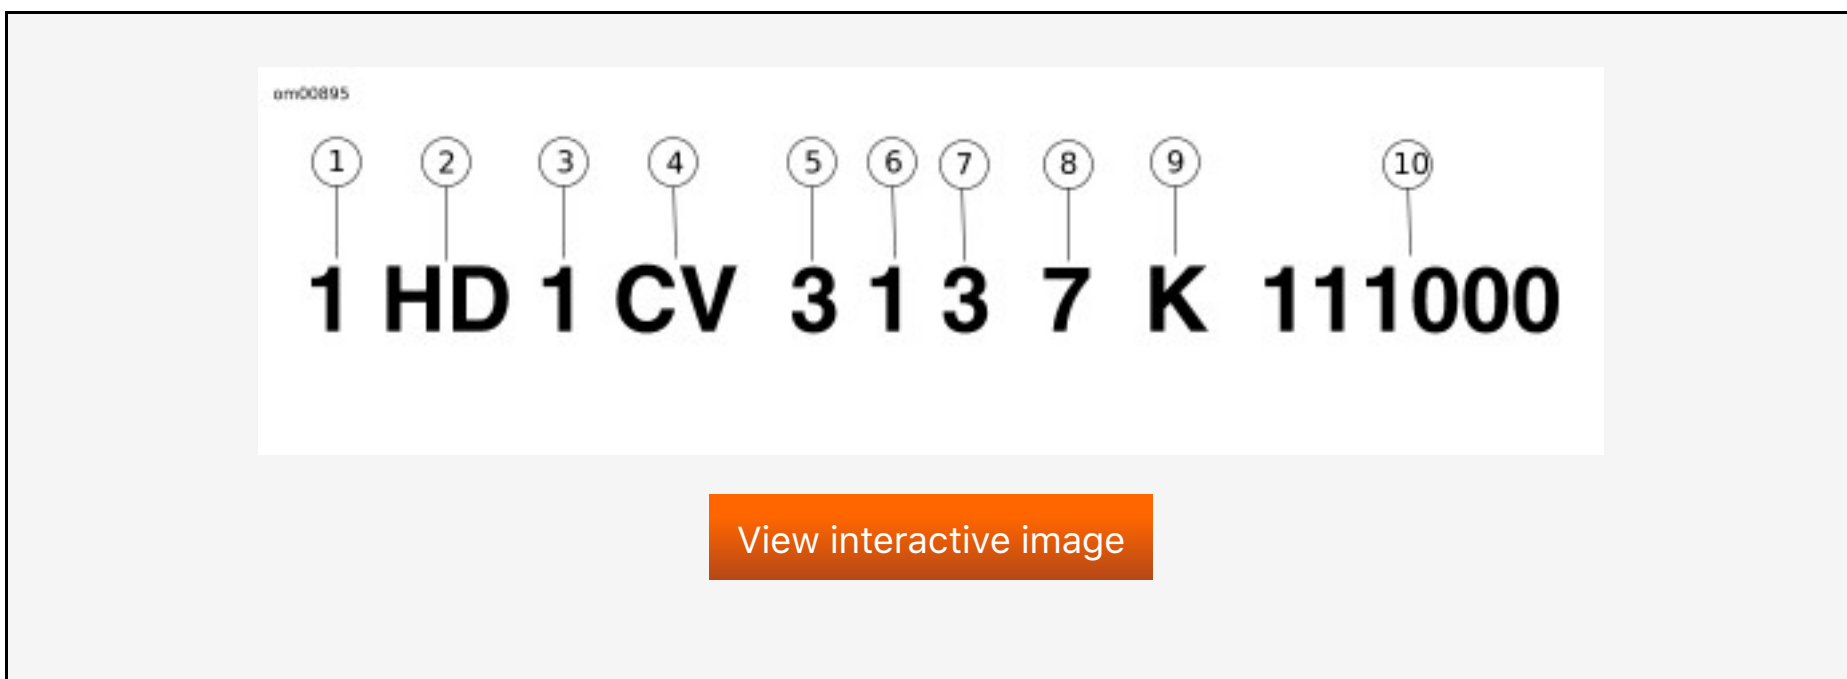 om00895
1 2 3 4 5 6 7 8 9 10
1 HD 1 CV 3 1 3 7 K 111000
View interactive image